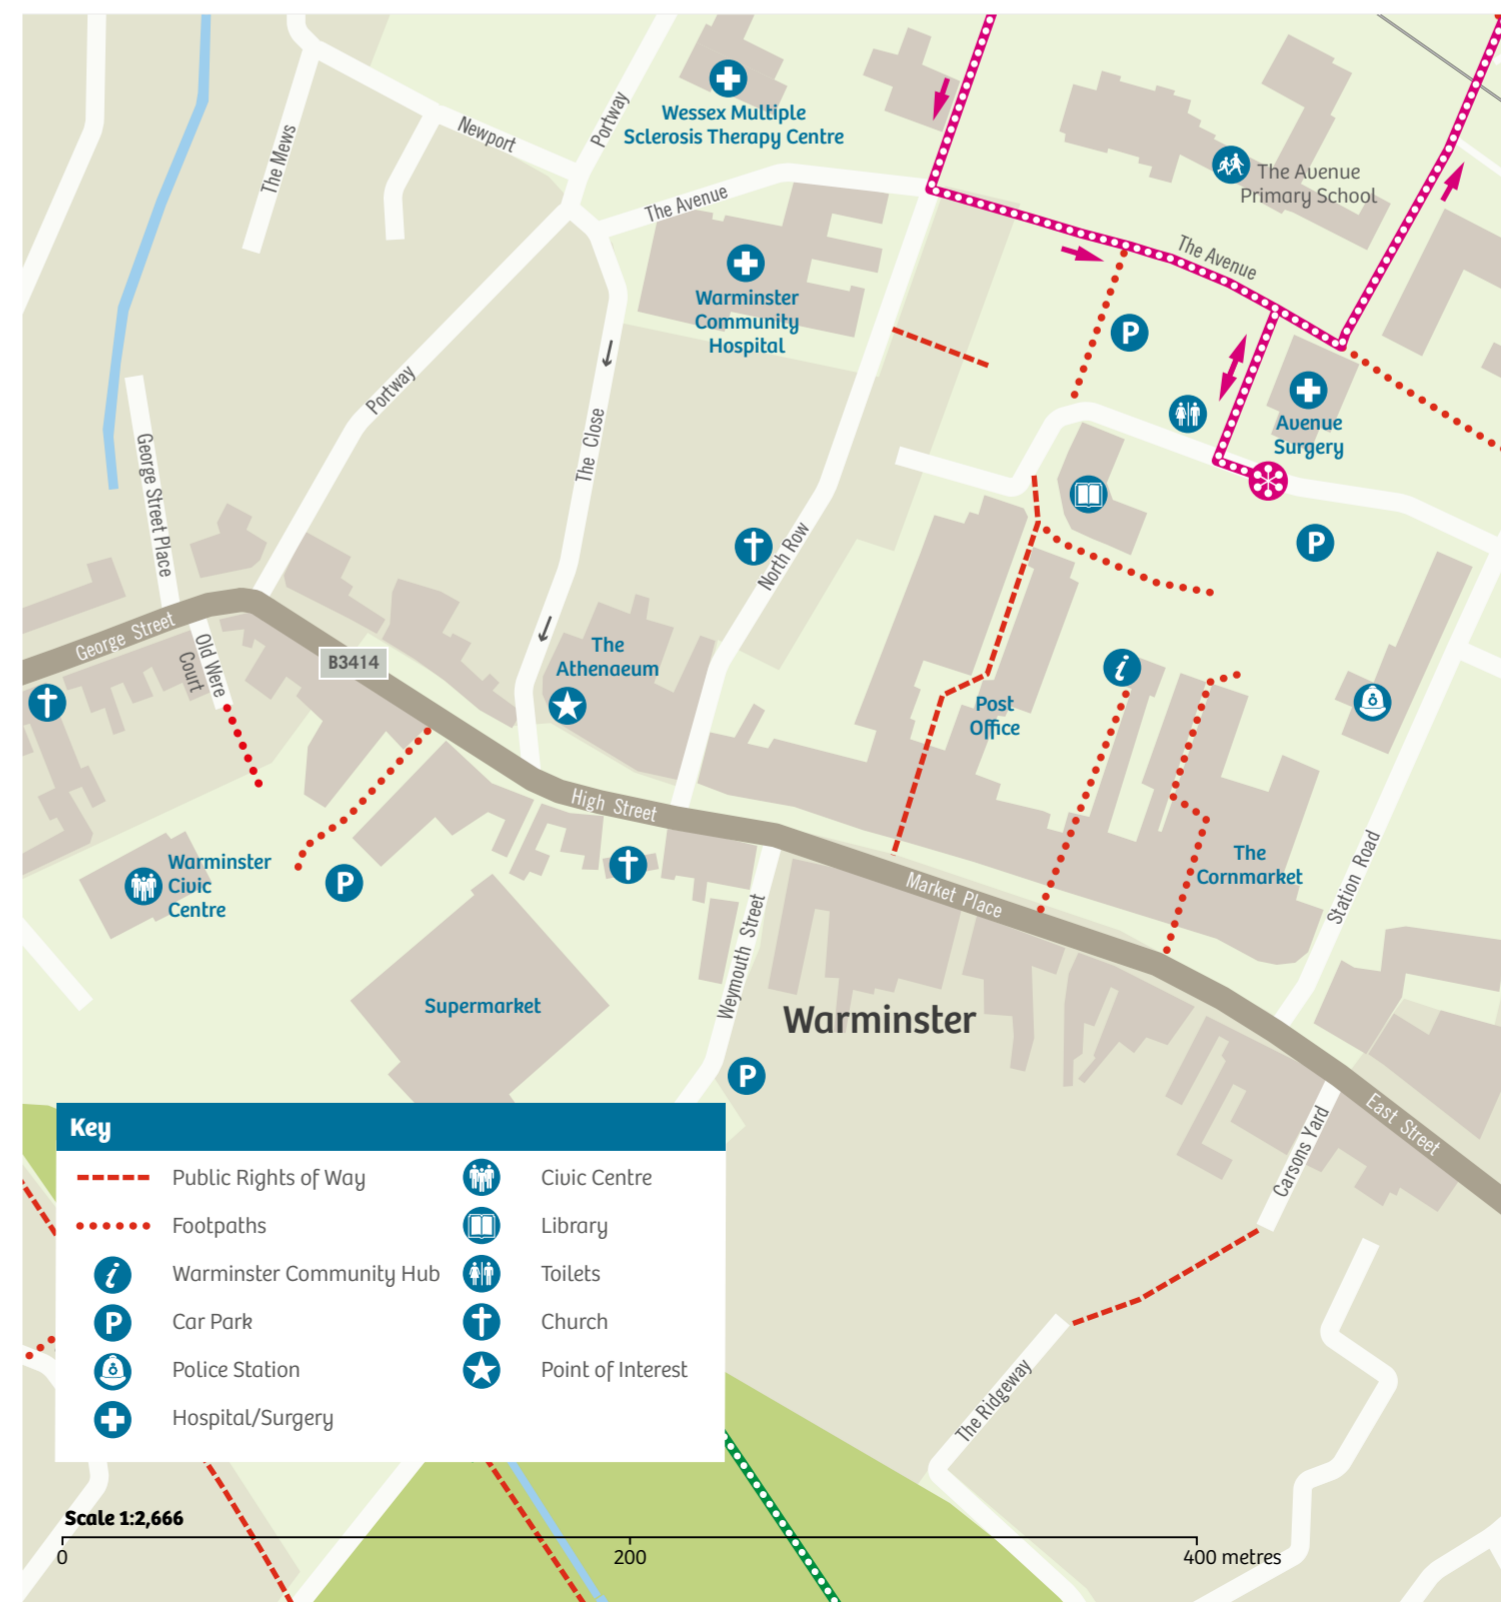 The Mews
Newport
Portway
Wessex Multiple
Sclerosis Therapy Centre
The Avenue
Primary School
The Avenue
The Avenue
Warminster
Community
Hospital
P
Portway
The Close
George Street Place
Avenue
Surgery
North Row
P
George Street
Old Were
Court
B3414
The
Athenaeum
i
Post
Office
High Street
Warminster
Civic
Centre
P
Market Place
The
Cornmarket
Station Road
Weymouth Street
Supermarket
Warminster
P
East Street
Carsons Yard
The Ridgeway
Key
Public Rights of Way
Footpaths
i Warminster Community Hub
P Car Park
Police Station
Hospital/Surgery
Civic Centre
Library
Toilets
Church
Point of Interest
Scale 1:2,666
0 200 400 metres